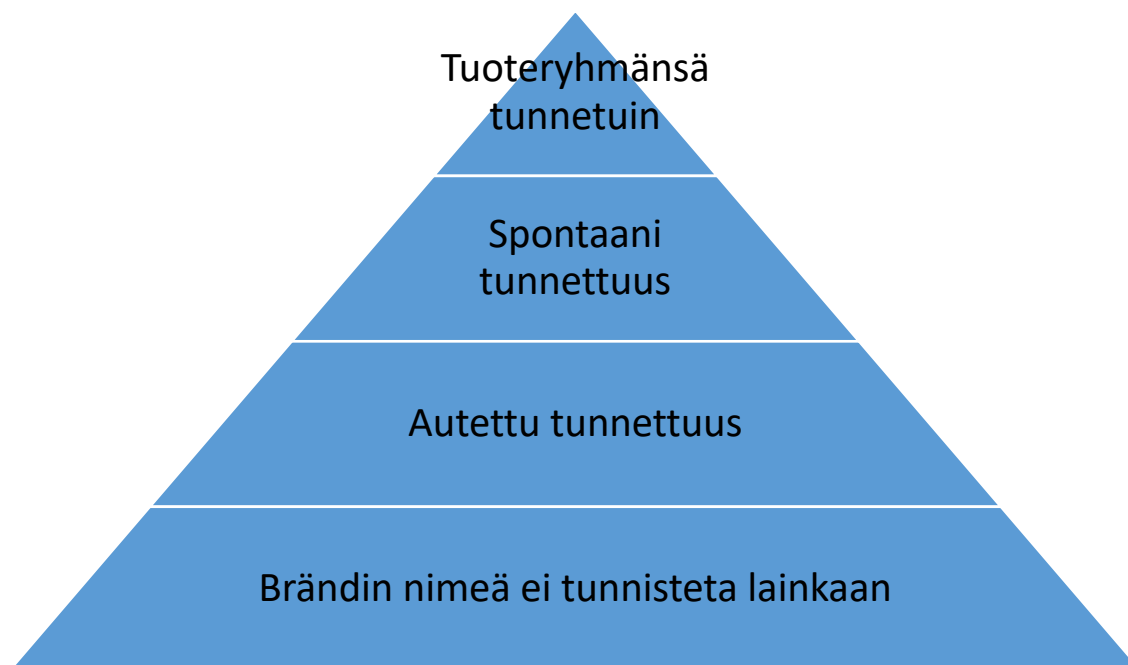 Tuoteryhmänsä
tunnetuin
Spontaani
tunnettuus
Autettu tunnettuus
Brändin nimeä ei tunnisteta lainkaan